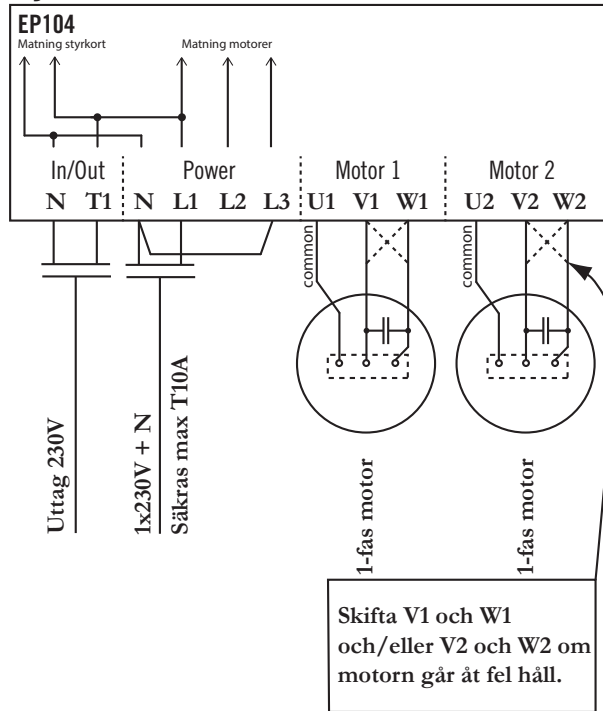 EP104
Matning styrkort
Matning motorer
In/Out
Power
Motor 1
Motor 2
N T1 N L1 L2 L3 U1 V1 W1 U2 V2 W2
common
common
Uttag 230V
1x230V + N
Säkras max T10A
1-fas motor
1-fas motor
Skifta V1 och W1
och/eller V2 och W2 om
motorn går åt fel håll.